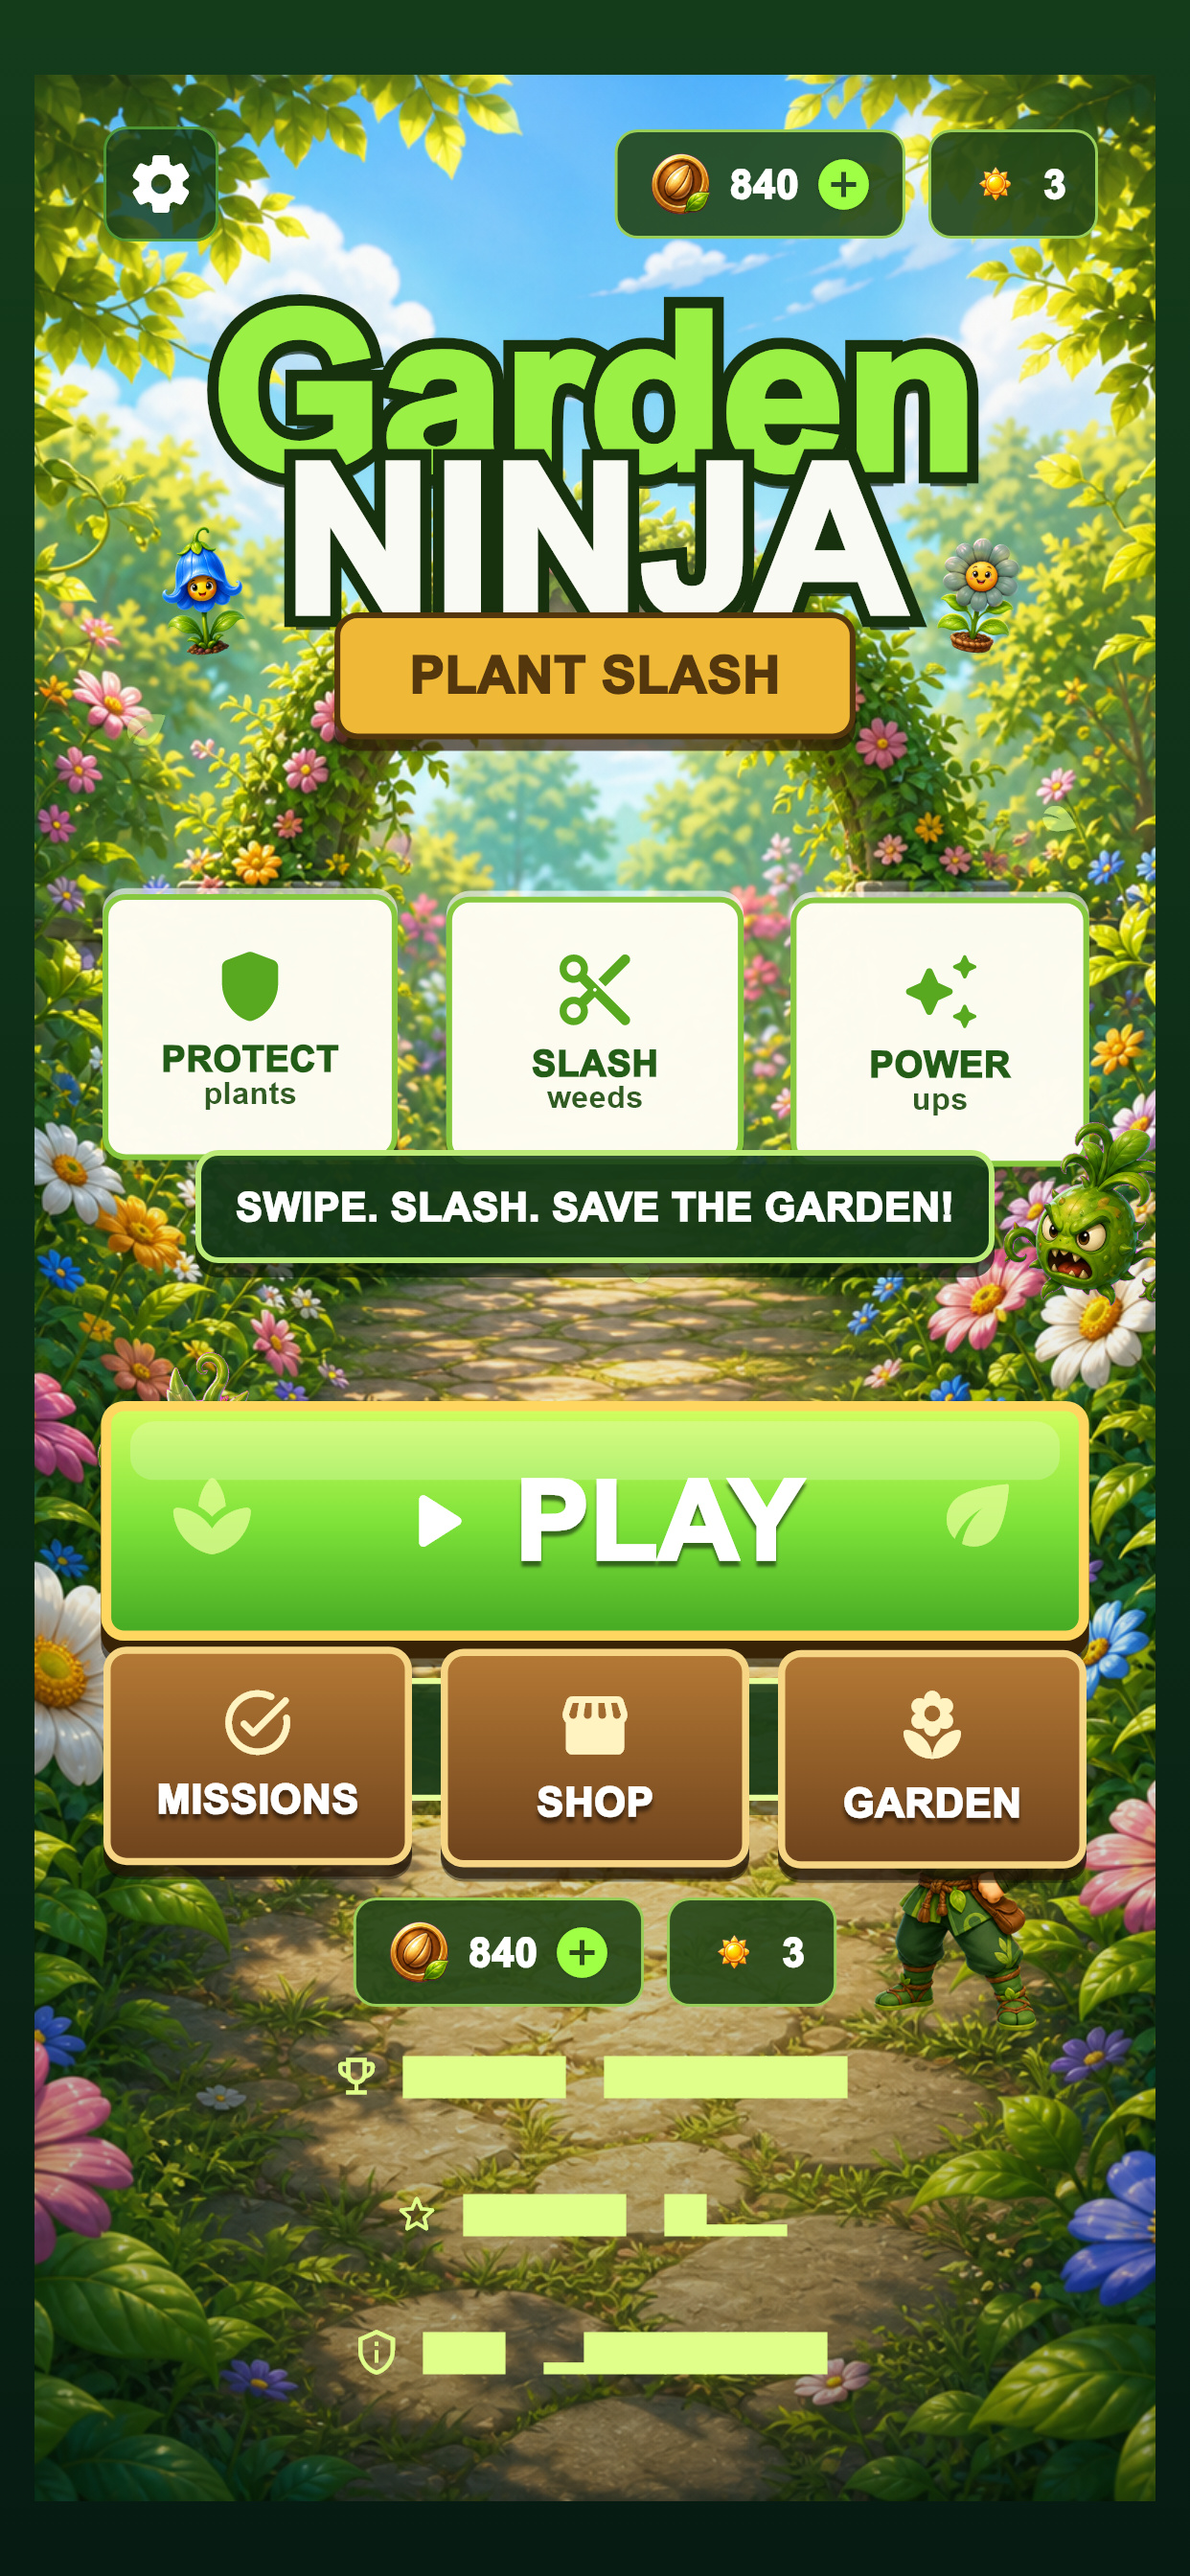 840 + 3
Garden
NINJA
PLANT SLASH
PROTECT
plants
SLASH
weeds
POWER
ups
SWIPE. SLASH. SAVE THE GARDEN!
PLAY
MISSIONS
SHOP
GARDEN
840 + 3